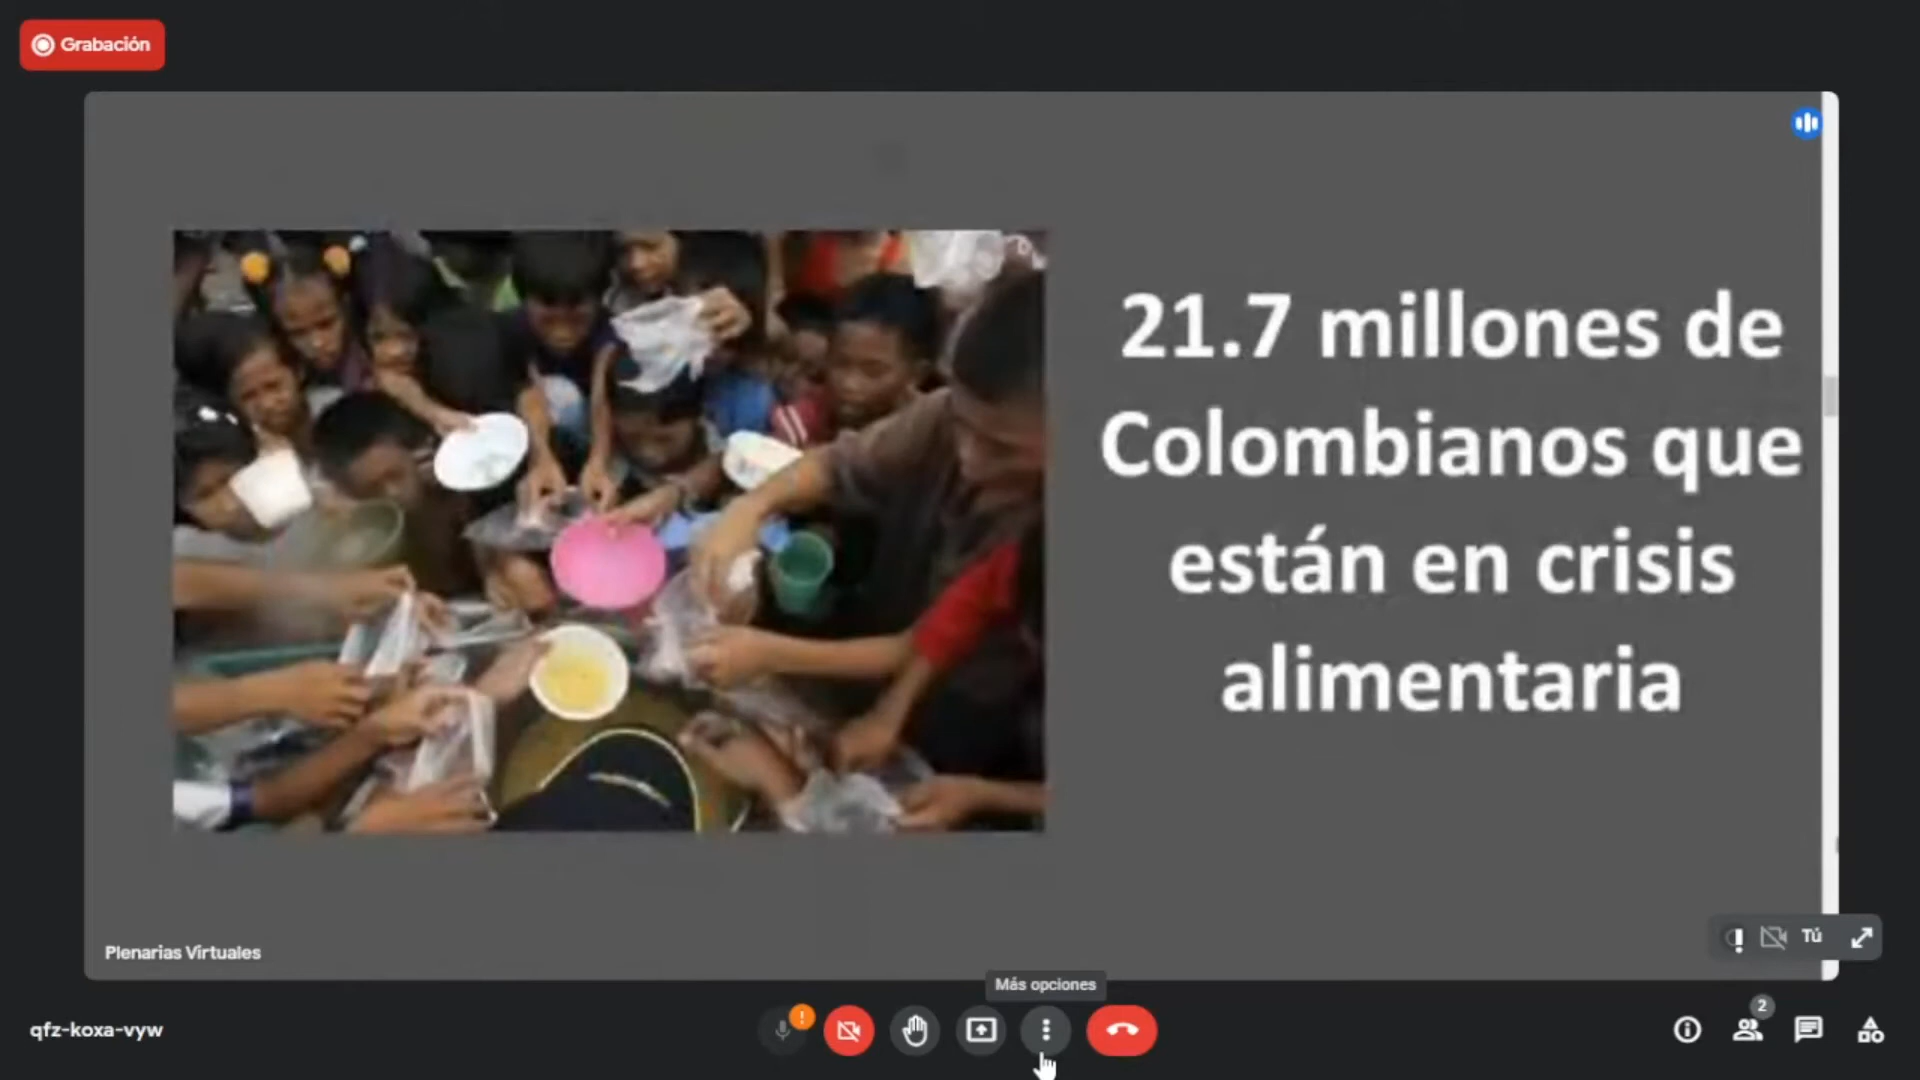 Grabación
21.7 millones de
Colombianos que
están en crisis
alimentaria
Plenarias Virtuales
Tú
Más opciones
qfz-koxa-vyw
2